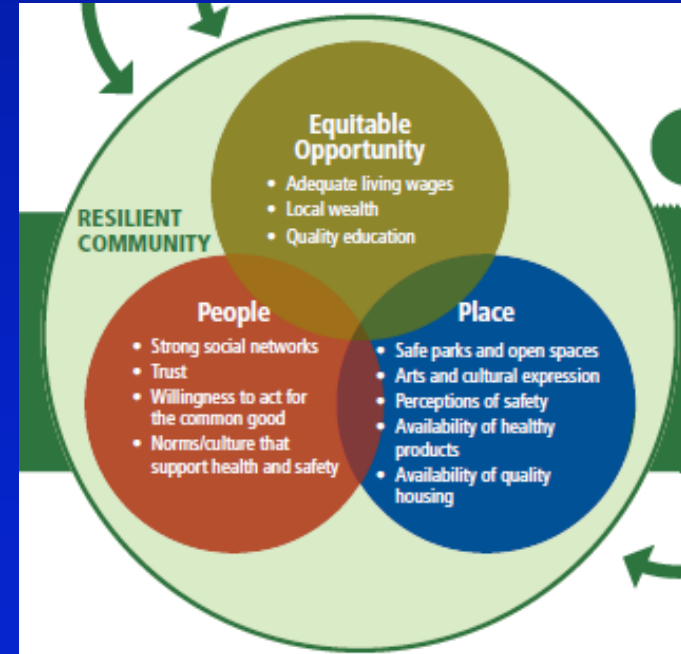 Equitable
Opportunity
• Adequate living wages
• Local wealth
• Quality education
RESILIENT
COMMUNITY
People
• Strong social networks
• Trust
• Willingness to act for
the common good
• Norms/culture that
support health and safety
Place
• Safe parks and open spaces
• Arts and cultural expression
• Perceptions of safety
• Availability of healthy
products
• Availability of quality
housing